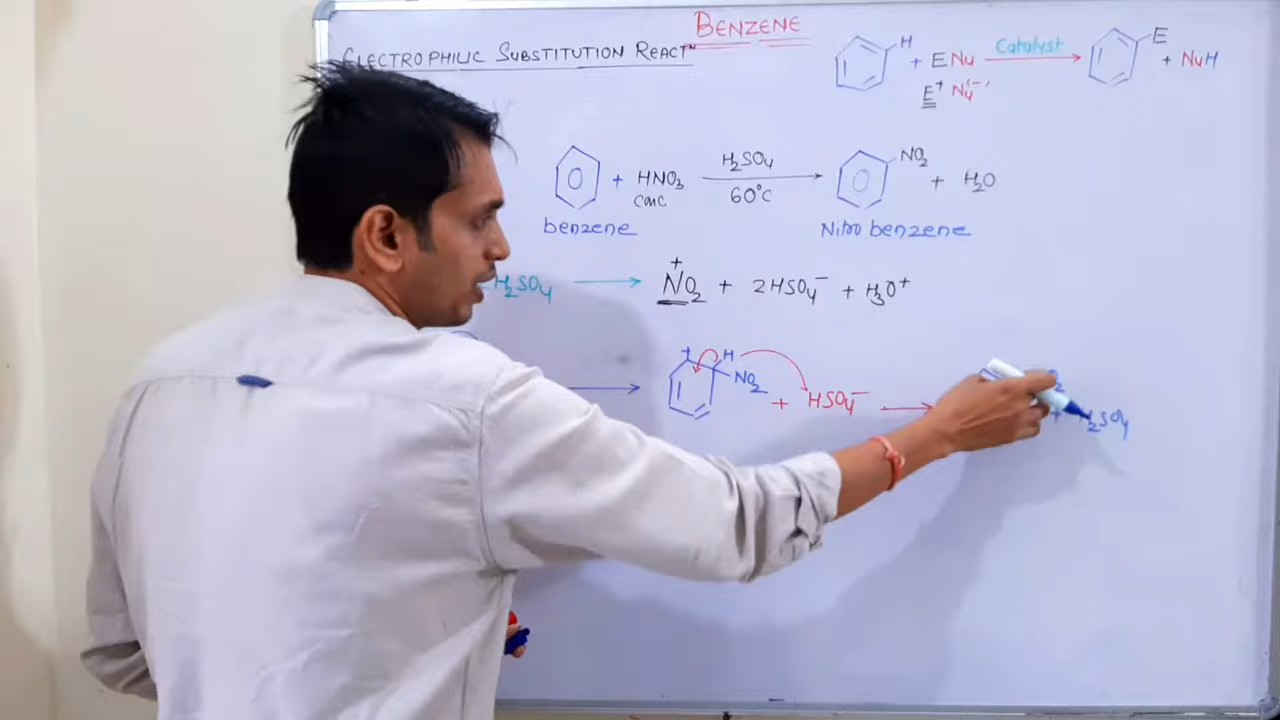 BENZENE
ELECTROPHILIC SUBSTITUTION REACTⁿ
H + ENu Catalyst E + NuH
E⁺ Nu⁽⁻⁾
+ HNO₃ H₂SO₄ NO₂ + H₂O
conc 60°C
benzene Nitro benzene
H₂SO₄ → N⁺O₂ + 2HSO₄⁻ + H₃O⁺
+ H NO₂ + HSO₄⁻ → + H₂SO₄